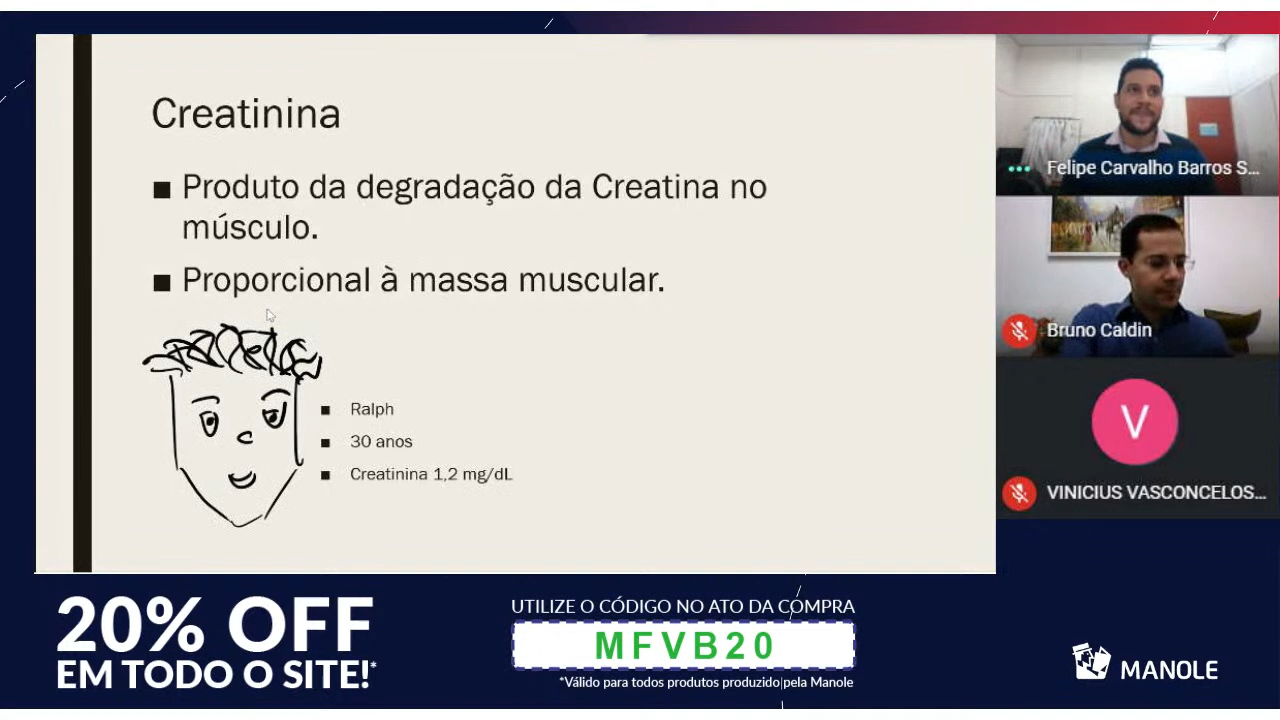 Creatinina
■ Produto da degradação da Creatina no
músculo.
■ Proporcional à massa muscular.
■ Ralph
■ 30 anos
■ Creatinina 1,2 mg/dL
Felipe Carvalho Barros S...
Bruno Caldin
V
VINICIUS VASCONCELOS...
20% OFF
EM TODO O SITE!*
UTILIZE O CÓDIGO NO ATO DA COMPRA
MFVB20
*Válido para todos produtos produzido pela Manole
MANOLE